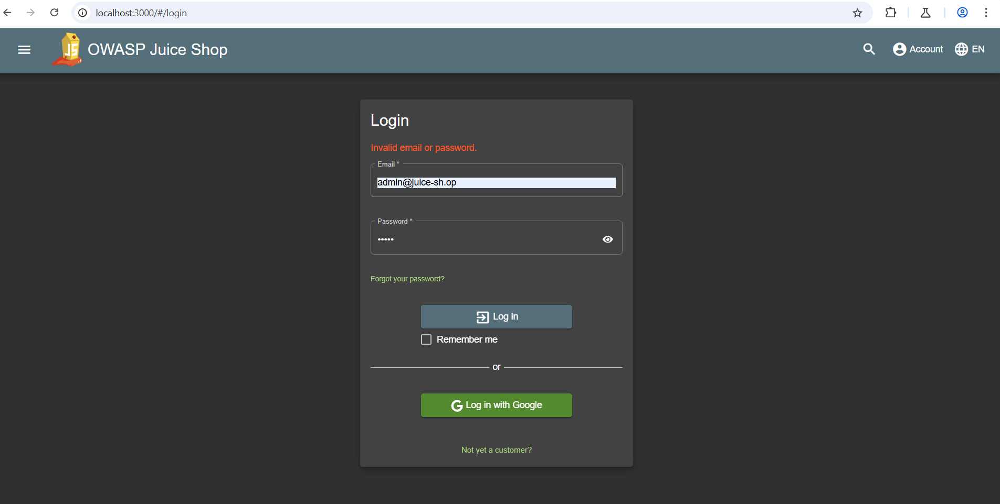 localhost:3000/#/login
JS
OWASP Juice Shop
Account
EN
Login
Invalid email or password.
Email *
admin@juice-sh.op
Password *
•••••
Forgot your password?
Log in
Remember me
or
G Log in with Google
Not yet a customer?